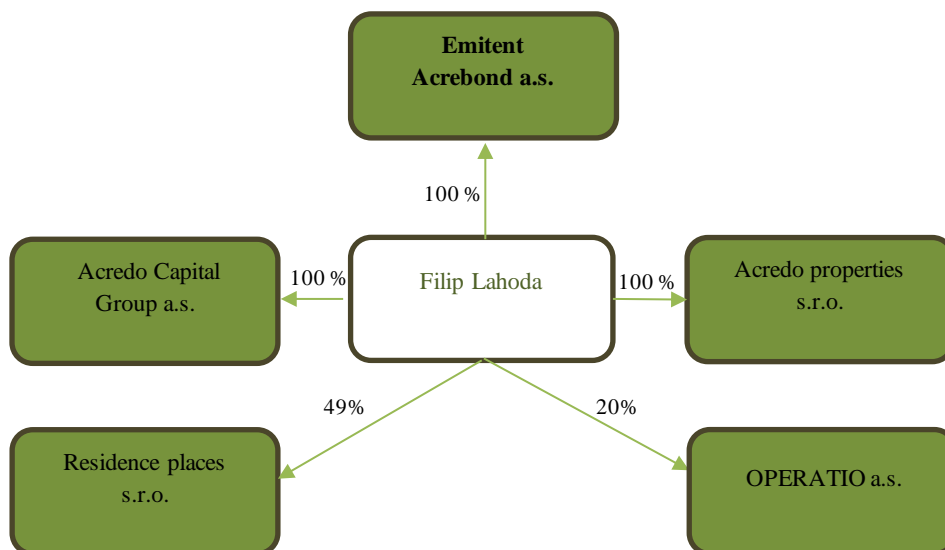 Emitent
Acrebond a.s.
100 %
Acredo Capital
Group a.s.
100 %
Filip Lahoda
100 %
Acredo properties
s.r.o.
49%
20%
Residence places
s.r.o.
OPERATIO a.s.